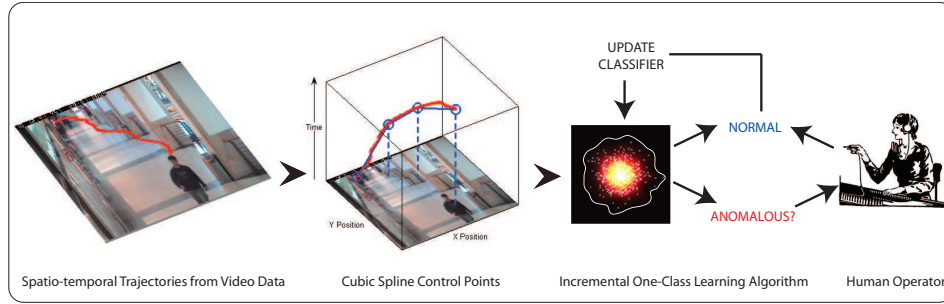 UPDATE
CLASSIFIER
Time
NORMAL
ANOMALOUS?
Y Position
X Position
Spatio-temporal Trajectories from Video Data
Cubic Spline Control Points
Incremental One-Class Learning Algorithm
Human Operator